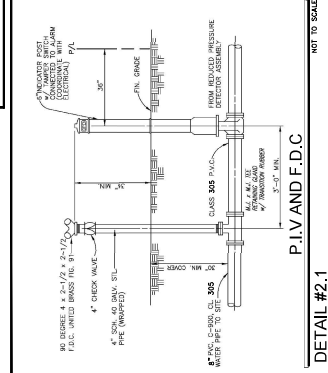 6"INDICATOR POST
w/ TAMPER SWITCH
CONNECTED TO ALARM
(COORDINATE WITH
ELECTRICAL)
P/L
36"
FIN. GRADE
FROM REDUCED PRESSURE
DETECTOR ASSEMBLY
90 DEGREE 4 x 2-1/2 x 2-1/2
F.D.C. UNITED BRASS FIG. 91
4" CHECK VALVE
4" SCH. 40 GALV. STL
PIPE (WRAPPED)
MIN.
30" MIN. COVER
CLASS 305 P.V.C.
M.J. x M.J. TEE
RETAINING GLAND
w/ TRANSITION RUBBER
3'-0" MIN.
8" PVC, C-900, CL. 305
WATER PIPE TO SITE
P.I.V AND F.D.C
DETAIL #2.1
NOT TO SCALE